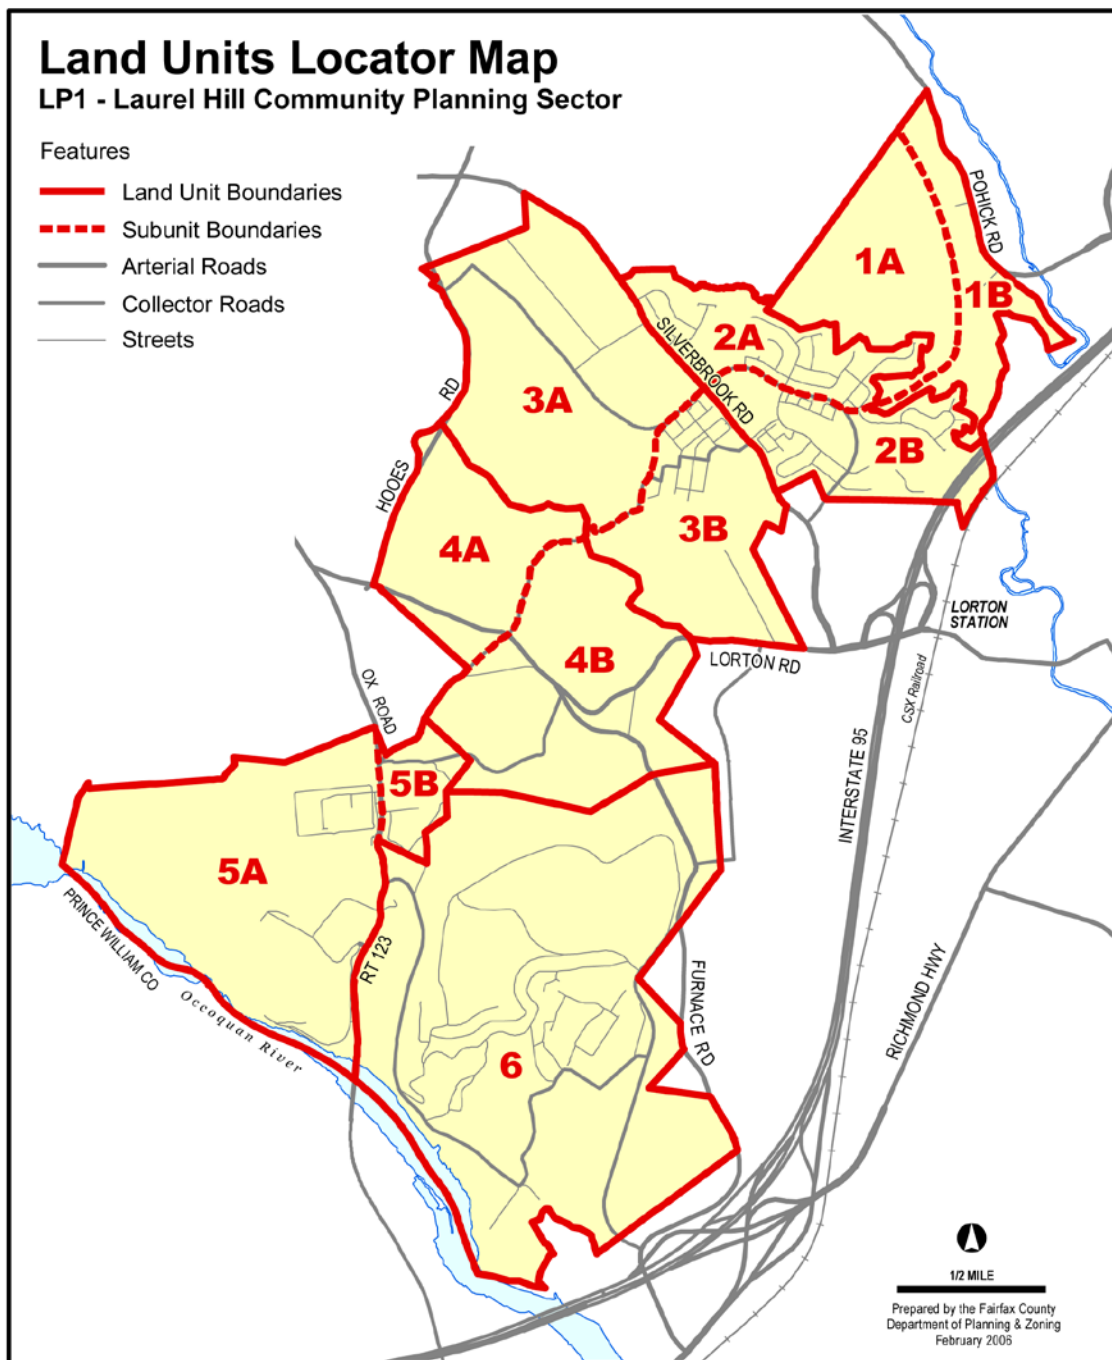 Land Units Locator Map
LP1 - Laurel Hill Community Planning Sector
Features
Land Unit Boundaries
Subunit Boundaries
Arterial Roads
Collector Roads
Streets
POHICK RD
1A
1B
SILVERBROOK RD
2A
2B
3A
HOOES RD
3B
4A
4B
LORTON STATION
LORTON RD
OX ROAD
CSX Railroad
INTERSTATE 95
5B
5A
PRINCE WILLIAM CO
Occoquan River
RT 123
FURNACE RD
RICHMOND HWY
6
1/2 MILE
Prepared by the Fairfax County
Department of Planning & Zoning
February 2006